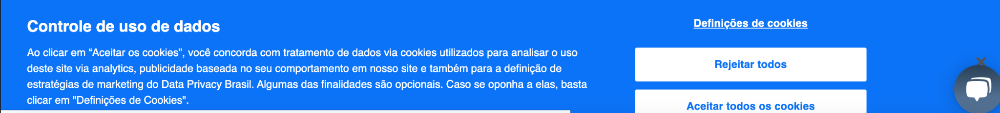 Controle de uso de dados
Ao clicar em “Aceitar os cookies”, você concorda com tratamento de dados via cookies utilizados para analisar o uso
deste site via analytics, publicidade baseada no seu comportamento em nosso site e também para a definição de
estratégias de marketing do Data Privacy Brasil. Algumas das finalidades são opcionais. Caso se oponha a elas, basta
clicar em "Definições de Cookies".
Definições de cookies
Rejeitar todos
Aceitar todos os cookies